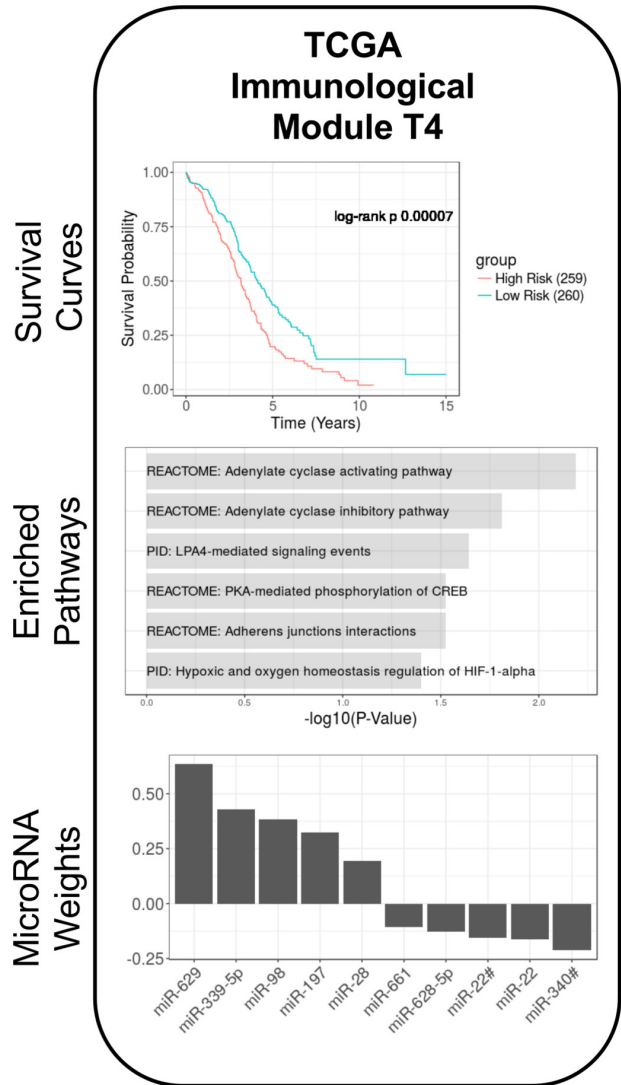 TCGA
Immunological
Module T4
Survival
Curves
1.00
0.75
0.50
0.25
0.00
Survival Probability
log-rank p 0.00007
0
5
10
15
Time (Years)
group
High Risk (259)
Low Risk (260)
Enriched
Pathways
REACTOME: Adenylate cyclase activating pathway
REACTOME: Adenylate cyclase inhibitory pathway
PID: LPA4-mediated signaling events
REACTOME: PKA-mediated phosphorylation of CREB
REACTOME: Adherens junctions interactions
PID: Hypoxic and oxygen homeostasis regulation of HIF-1-alpha
0.0
0.5
1.0
1.5
2.0
-log10(P-Value)
MicroRNA
Weights
0.50
0.25
0.00
-0.25
miR-629
miR-339-5p
miR-98
miR-197
miR-28
miR-661
miR-628-5p
miR-22#
miR-22
miR-340#